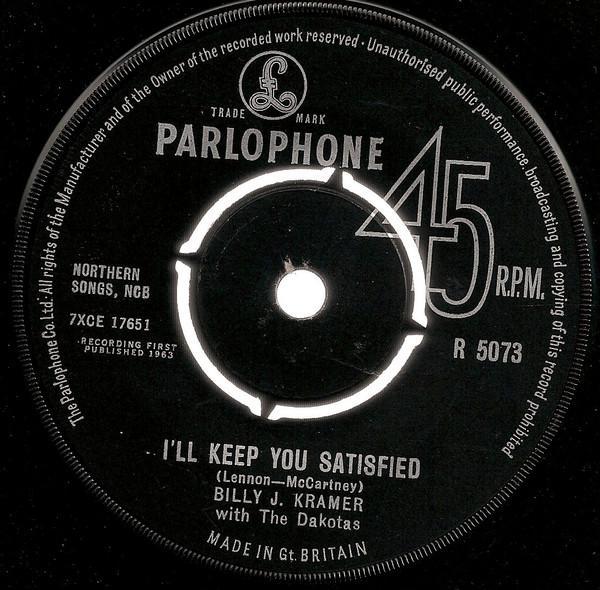 The Parlophone Co. Ltd. All rights of the Manufacturer and of the Owner of the recorded work reserved · Unauthorised public performance, broadcasting and copying of this record prohibited
£
TRADE MARK
PARLOPHONE
45
R.P.M.
NORTHERN
SONGS, NCB
7XCE 17651
RECORDING FIRST
PUBLISHED 1963
R 5073
I'LL KEEP YOU SATISFIED
(Lennon—McCartney)
BILLY J. KRAMER
with The Dakotas
MADE IN Gt. BRITAIN